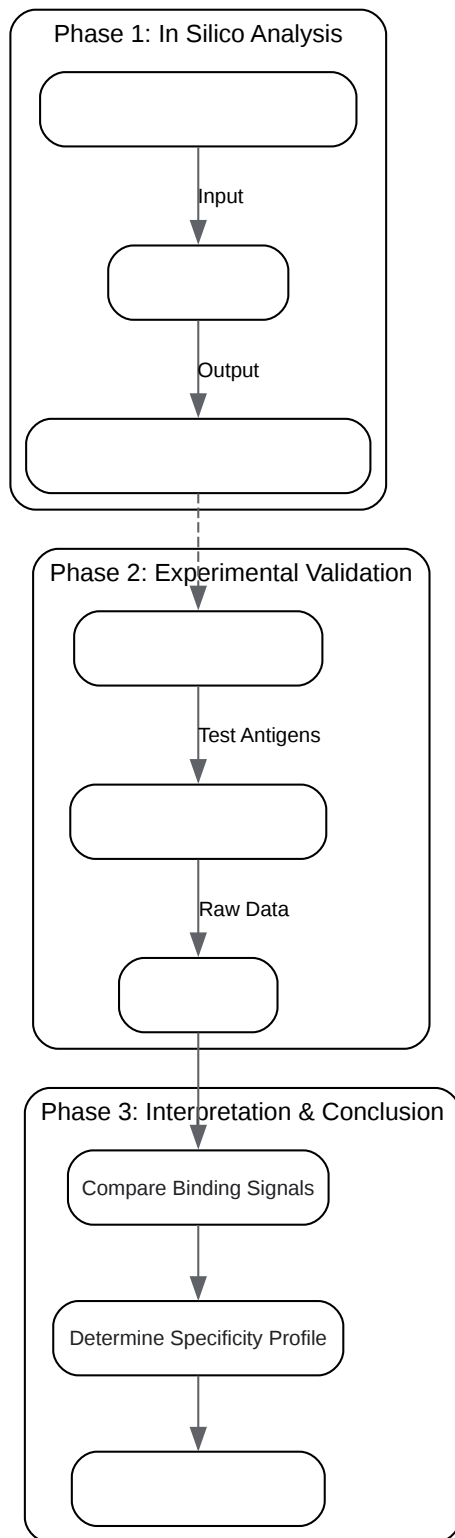 Phase 1: In Silico Analysis
Input
Output
Phase 2: Experimental Validation
Test Antigens
Raw Data
Phase 3: Interpretation & Conclusion
Compare Binding Signals
Determine Specificity Profile